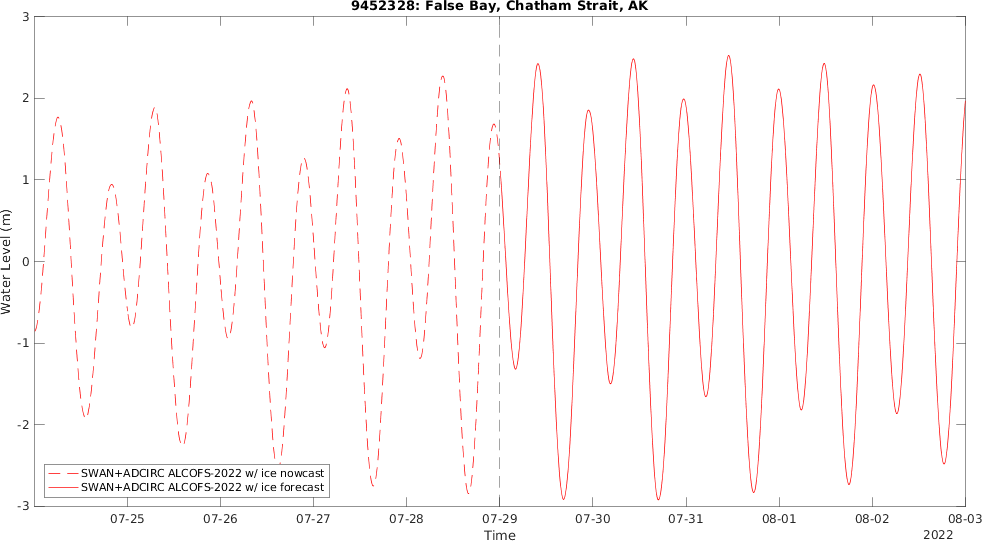 9452328: False Bay, Chatham Strait, AK
3
2
1
0
-1
-2
-3
Water Level (m)
SWAN+ADCIRC ALCOFS-2022 w/ ice nowcast
SWAN+ADCIRC ALCOFS-2022 w/ ice forecast
07-25 07-26 07-27 07-28 07-29 07-30 07-31 08-01 08-02 08-03
Time
2022